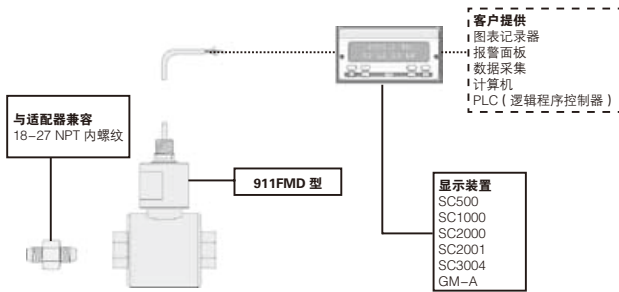 客户提供
图表记录器
报警面板
数据采集
计算机
PLC ( 逻辑程序控制器 )
与适配器兼容
18-27 NPT 内螺纹
911FMD 型
显示装置
SC500
SC1000
SC2000
SC2001
SC3004
GM-A